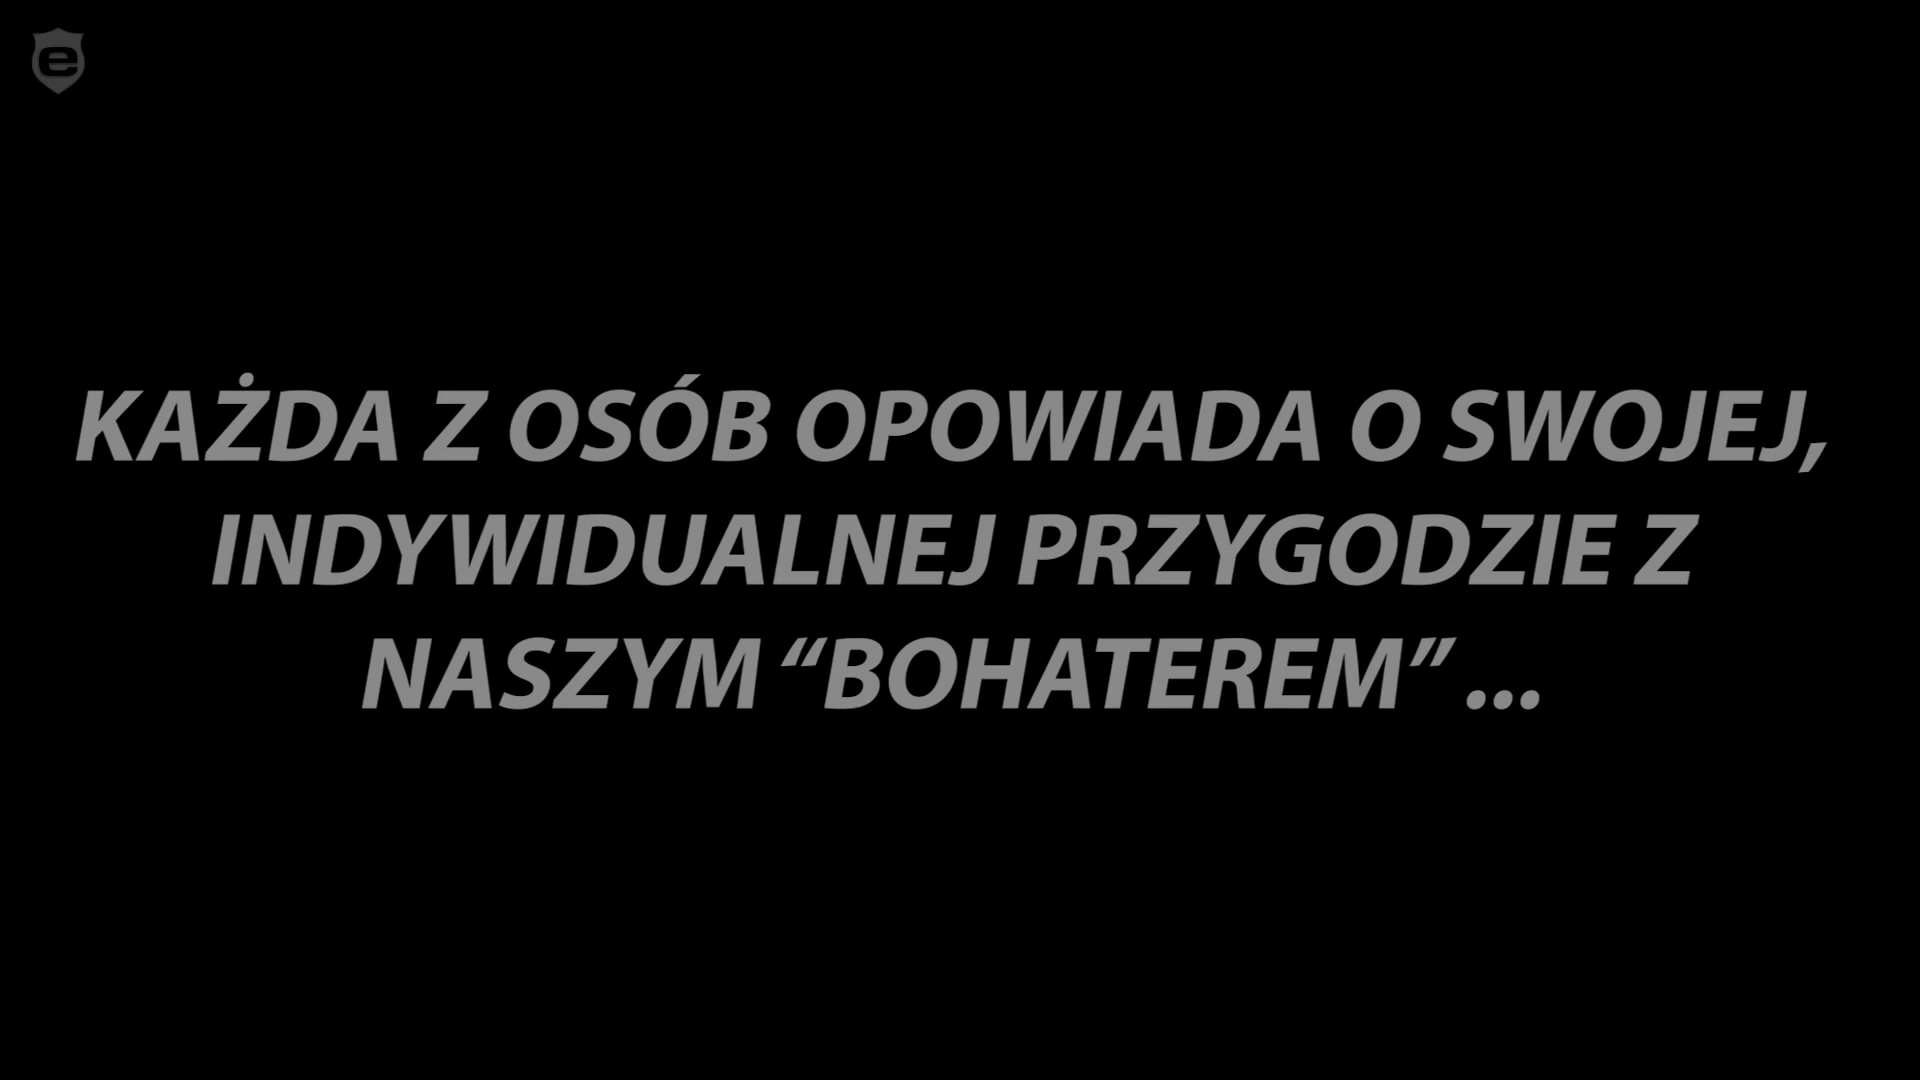 e
KAŻDA Z OSÓB OPOWIADA O SWOJEJ,
INDYWIDUALNEJ PRZYGODZIE Z
NASZYM “BOHATEREM” ...